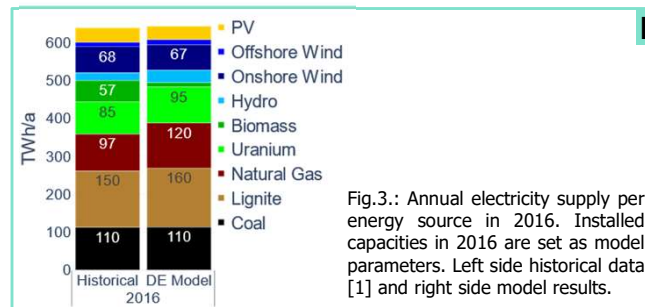 PV
Offshore Wind
Onshore Wind
Hydro
Biomass
Uranium
Natural Gas
Lignite
Coal
TWh/a
600
500
400
300
200
100
0
68
57
85
97
150
110
67
95
120
160
110
Historical DE Model
2016
Fig.3.: Annual electricity supply per
energy source in 2016. Installed
capacities in 2016 are set as model
parameters. Left side historical data
[1] and right side model results.